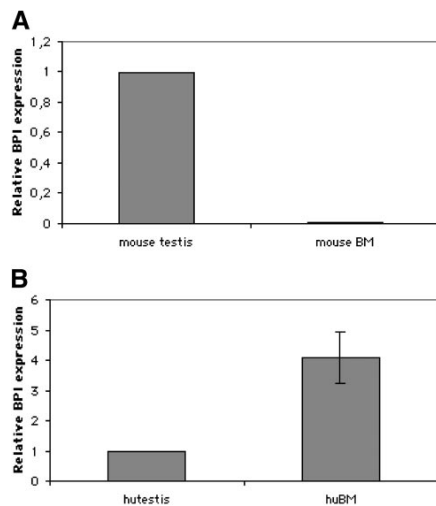 A
Relative BPI expression
1,2
1
0,8
0,6
0,4
0,2
0
mouse testis
mouse BM
B
Relative BPI expression
6
5
4
3
2
1
0
hutestis
huBM